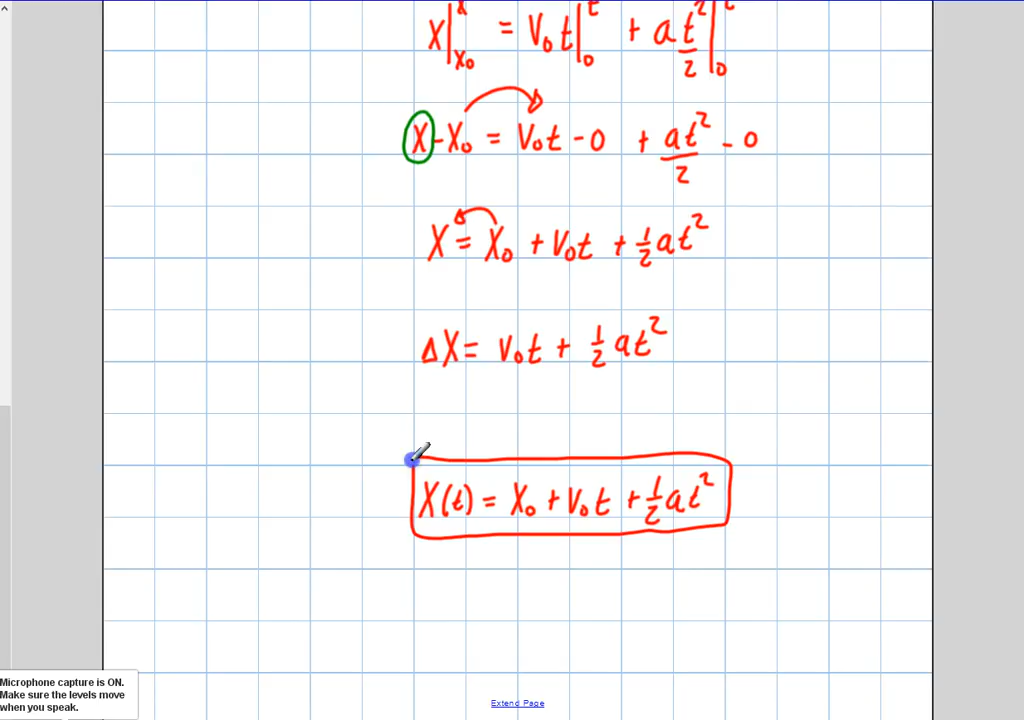 X|ₓ₀ˣ = V₀t|₀ᵗ + a t²/2|₀ᵗ
X - X₀ = V₀t - 0 + at²/2 - 0
X = X₀ + V₀t + ½at²
ΔX = V₀t + ½at²
X(t) = X₀ + V₀t + ½at²
Microphone capture is ON.
Make sure the levels move
when you speak.
Extend Page